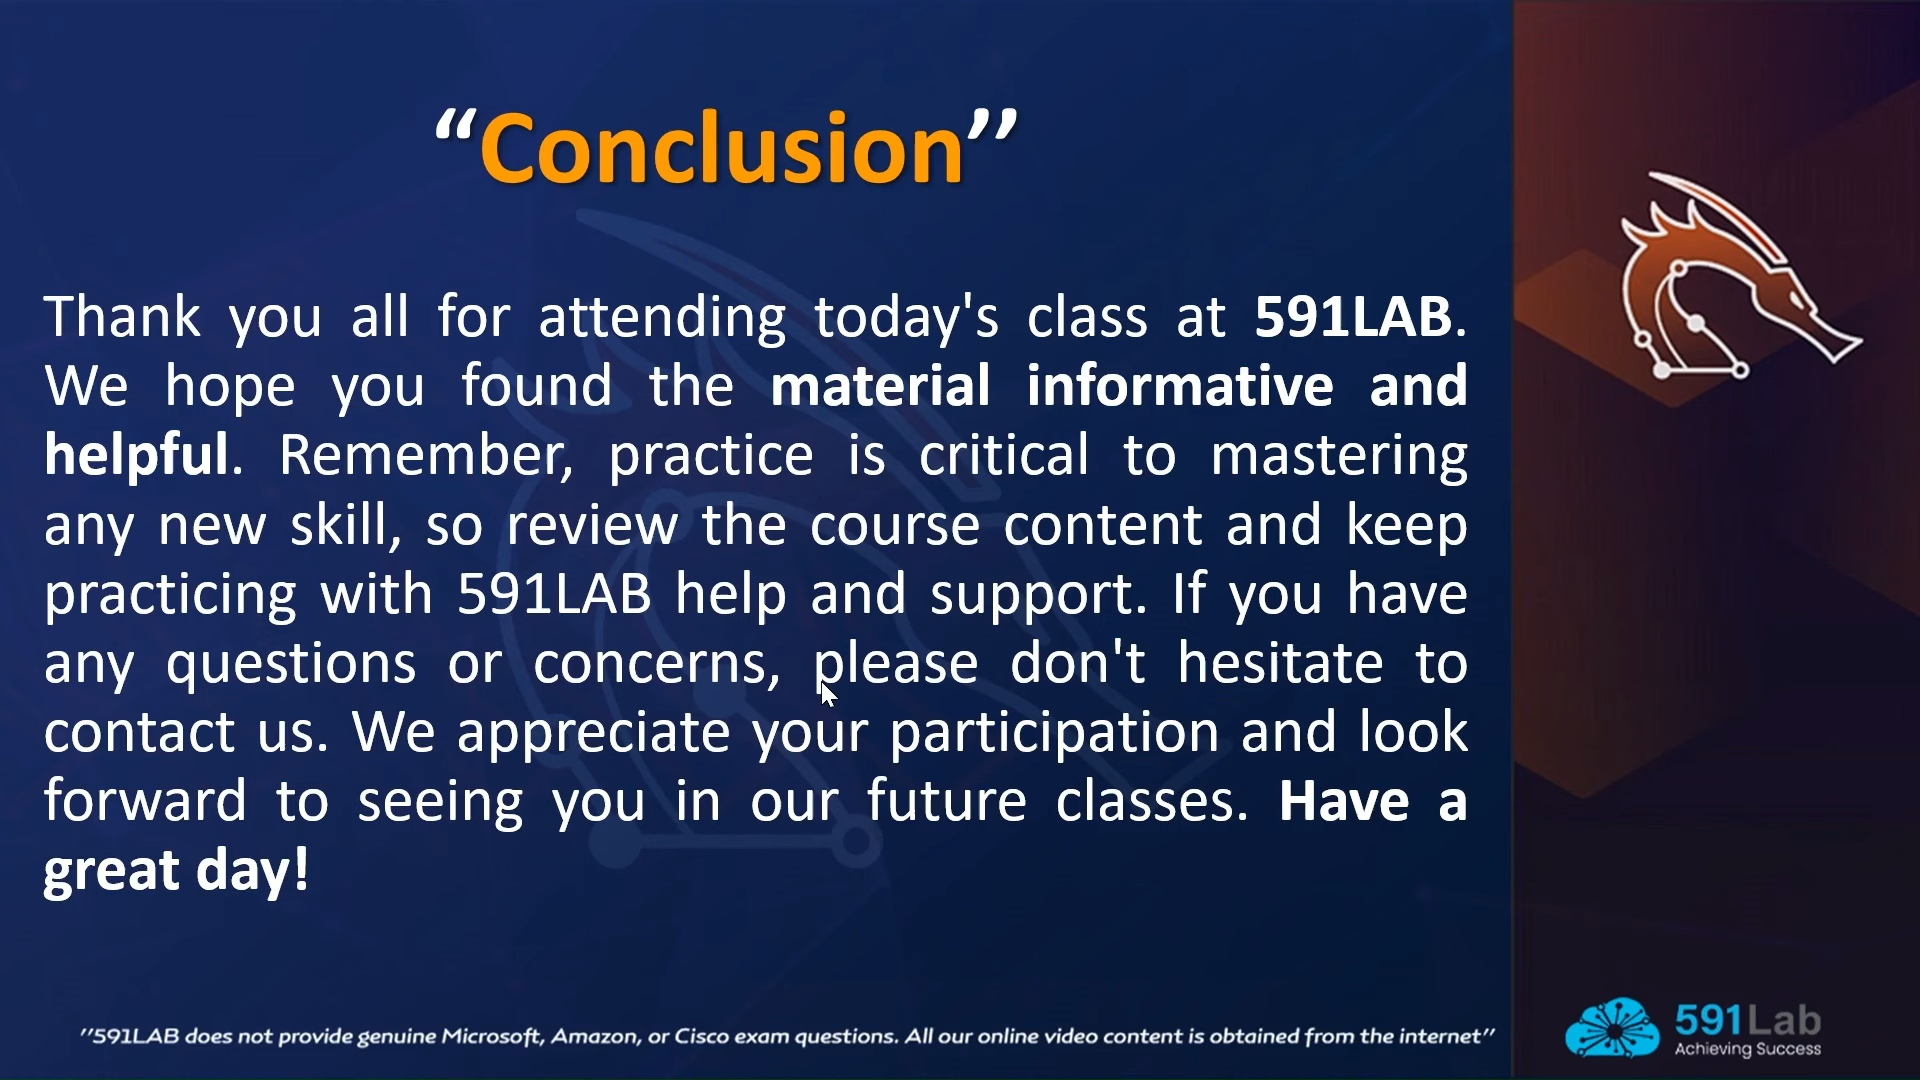 “Conclusion’’
Thank you all for attending today's class at 591LAB.
We hope you found the material informative and
helpful. Remember, practice is critical to mastering
any new skill, so review the course content and keep
practicing with 591LAB help and support. If you have
any questions or concerns, please don't hesitate to
contact us. We appreciate your participation and look
forward to seeing you in our future classes. Have a
great day!
’’591LAB does not provide genuine Microsoft, Amazon, or Cisco exam questions. All our online video content is obtained from the internet’’
591Lab
Achieving Success